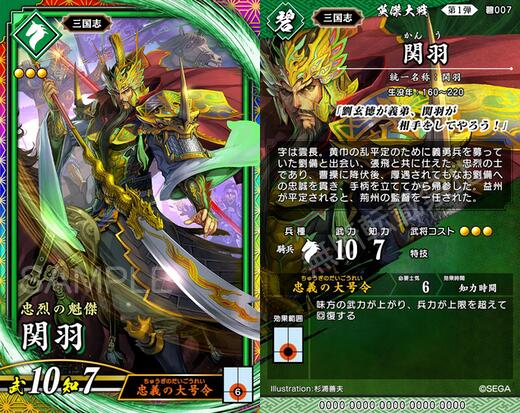 三国志
SAMPLE
忠烈の魁傑
関羽
武10知7
ちゅうぎのだいごうれい
忠義の大号令
6
碧
三国志
英傑大戦
第1弾
碧007
かんう
関羽
統一名称：関羽
生没年：160～220
「劉玄徳が義弟、関羽が
相手をしてやろう！」
字は雲長。黄巾の乱平定のために義勇兵を募って
いた劉備と出会い、張飛と共に仕えた。忠烈の士
であり、曹操に降伏後、厚遇されてもなお劉備へ
の忠誠を貫き、手柄を立ててから帰参した。益州
が平定されると、荊州の監督を任された。
兵種 武力 知力 武将コスト
騎兵 10 7 特技
ちゅうぎのだいごうれい 必要士気 効果時間
忠義の大号令 6 知力時間
効果範囲
味方の武力が上がり、兵力が上限を超えて
回復する
Illustration:杉浦善夫
©SEGA
0000-0000-0000-0000-0000